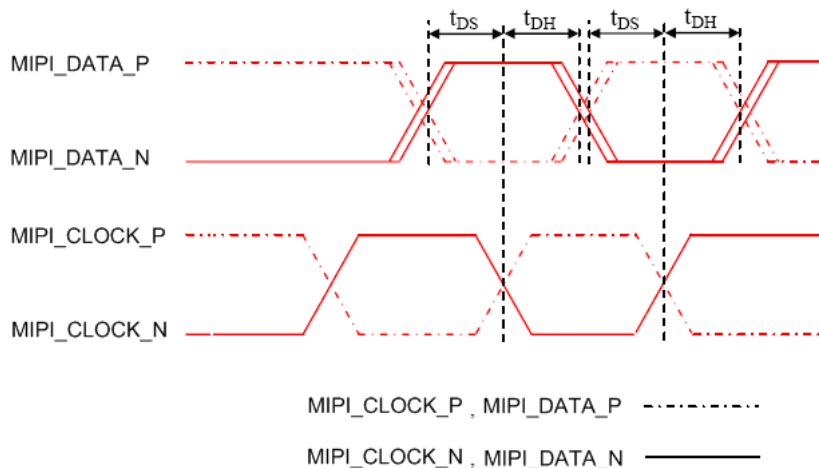 tDS tDH tDS tDH
MIPI_DATA_P
MIPI_DATA_N
MIPI_CLOCK_P
MIPI_CLOCK_N
MIPI_CLOCK_P , MIPI_DATA_P
MIPI_CLOCK_N , MIPI_DATA_N